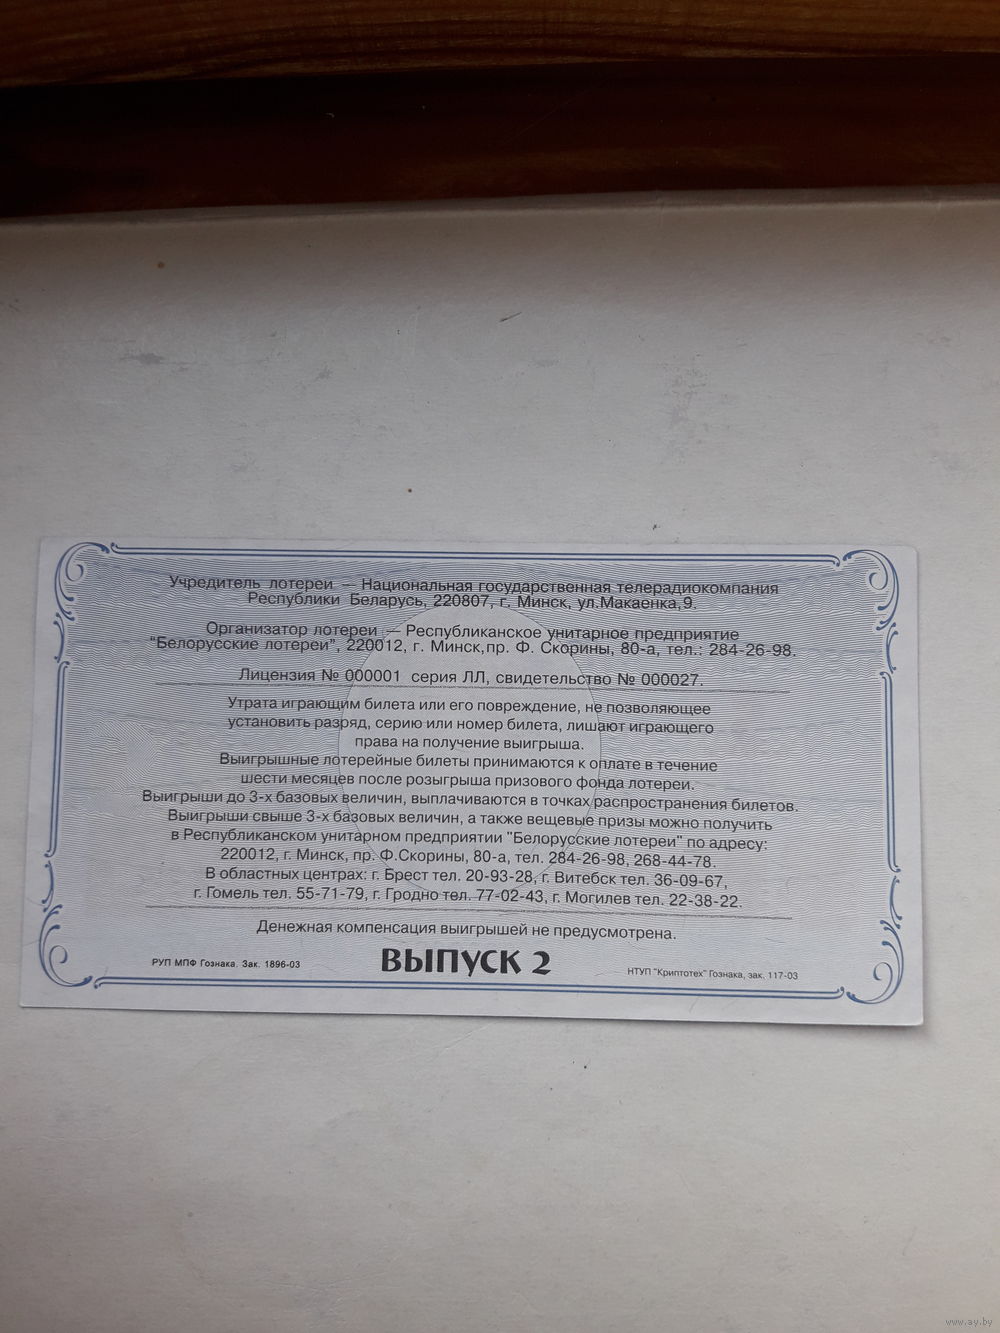 Учредитель лотереи — Национальная государственная телерадиокомпания
Республики Беларусь, 220807, г. Минск, ул.Макаенка,9.
Организатор лотереи — Республиканское унитарное предприятие
"Белорусские лотереи", 220012, г. Минск,пр. Ф. Скорины, 80-а, тел.: 284-26-98.
Лицензия № 000001 серия ЛЛ, свидетельство № 000027.
Утрата играющим билета или его повреждение, не позволяющее
установить разряд, серию или номер билета, лишают играющего
права на получение выигрыша.
Выигрышные лотерейные билеты принимаются к оплате в течение
шести месяцев после розыгрыша призового фонда лотереи.
Выигрыши до 3-х базовых величин, выплачиваются в точках распространения билетов.
Выигрыши свыше 3-х базовых величин, а также вещевые призы можно получить
в Республиканском унитарном предприятии "Белорусские лотереи" по адресу:
220012, г. Минск, пр. Ф.Скорины, 80-а, тел. 284-26-98, 268-44-78.
В областных центрах: г. Брест тел. 20-93-28, г. Витебск тел. 36-09-67,
г. Гомель тел. 55-71-79, г. Гродно тел. 77-02-43, г. Могилев тел. 22-38-22.
Денежная компенсация выигрышей не предусмотрена.
РУП МПФ Гознака. Зак. 1896-03
ВЫПУСК 2
НТУП "Криптотех" Гознака, зак. 117-03
www.ay.by